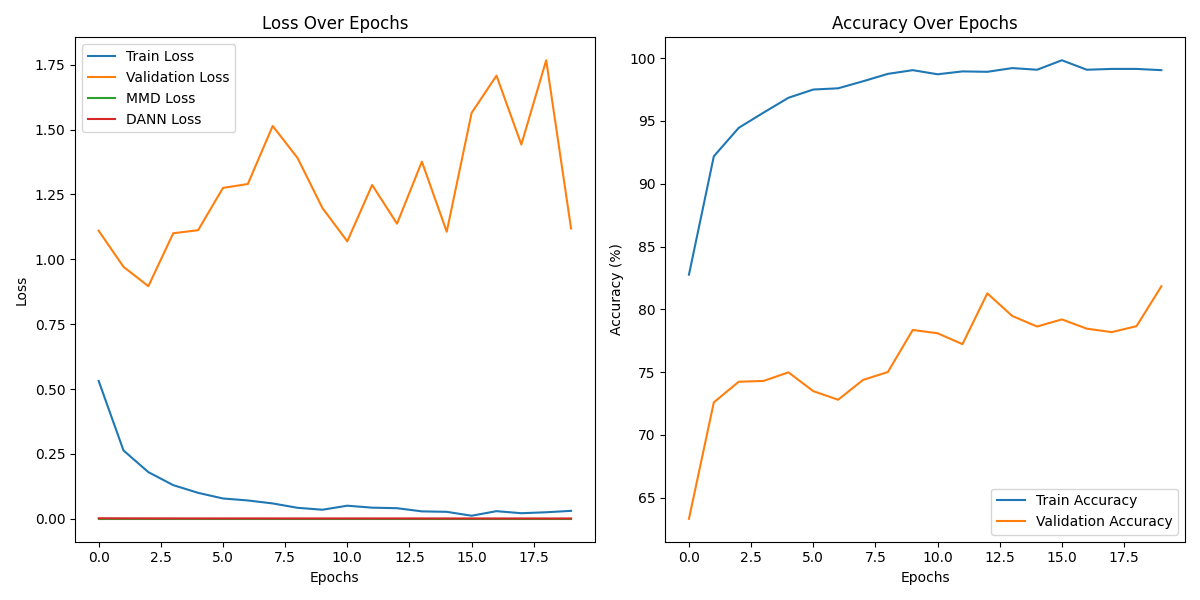 Loss Over Epochs
Train Loss
Validation Loss
MMD Loss
DANN Loss
1.75
1.50
1.25
1.00
0.75
0.50
0.25
0.00
Loss
0.0 2.5 5.0 7.5 10.0 12.5 15.0 17.5
Epochs
Accuracy Over Epochs
100
95
90
85
80
75
70
65
Accuracy (%)
Train Accuracy
Validation Accuracy
0.0 2.5 5.0 7.5 10.0 12.5 15.0 17.5
Epochs